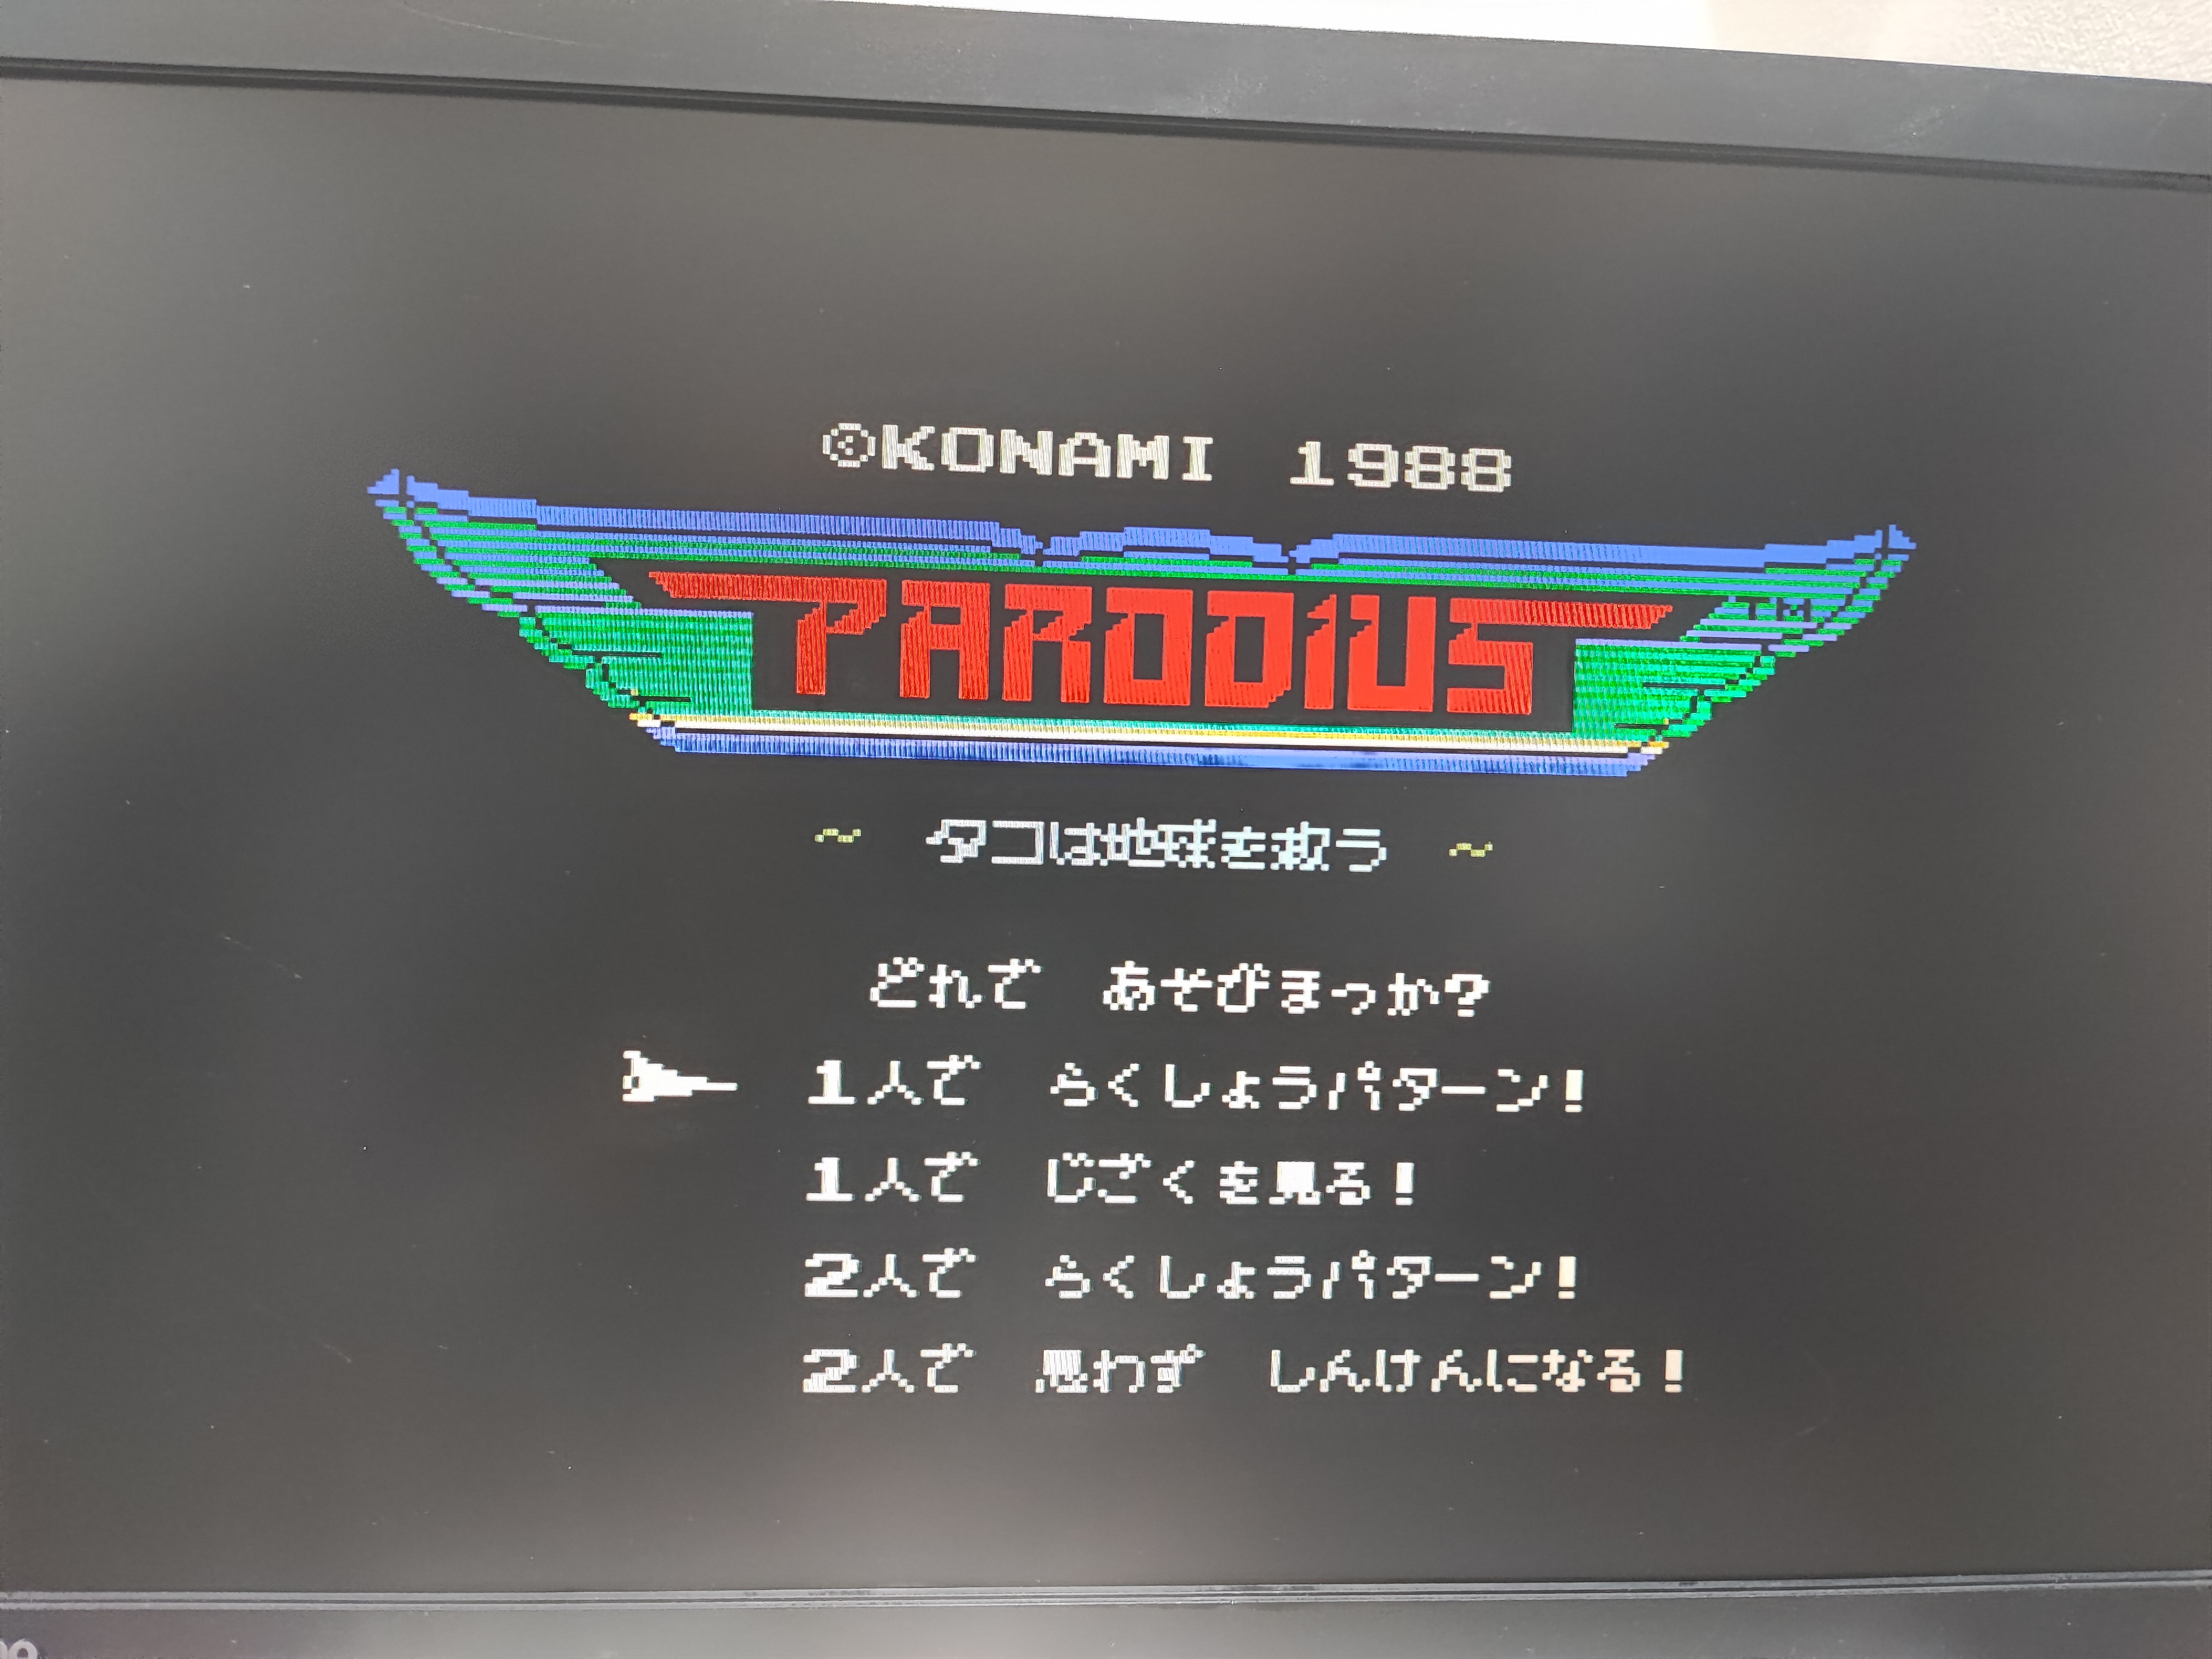 ©KONAMI 1988
PARODIUS
TM
~ タコは地球を救う ~
どれで あそびまっか?
1人で らくしょうパターン!
1人で じごくを見る!
2人で らくしょうパターン!
2人で 思わず しんけんになる!